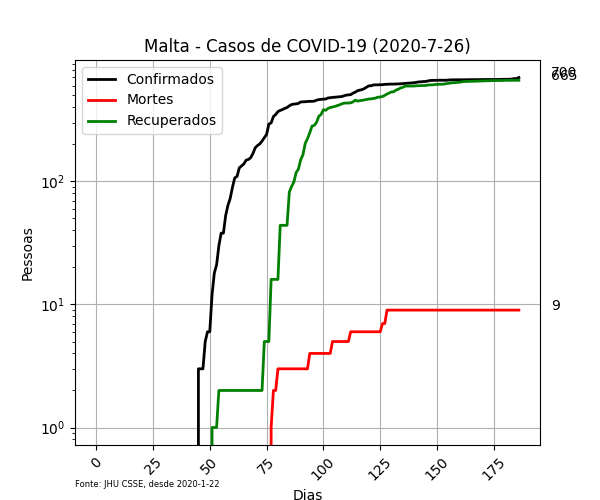 Malta - Casos de COVID-19 (2020-7-26)
Confirmados
Mortes
Recuperados
700
665
9
10²
10¹
10⁰
Pessoas
0
25
50
75
100
125
150
175
Fonte: JHU CSSE, desde 2020-1-22
Dias